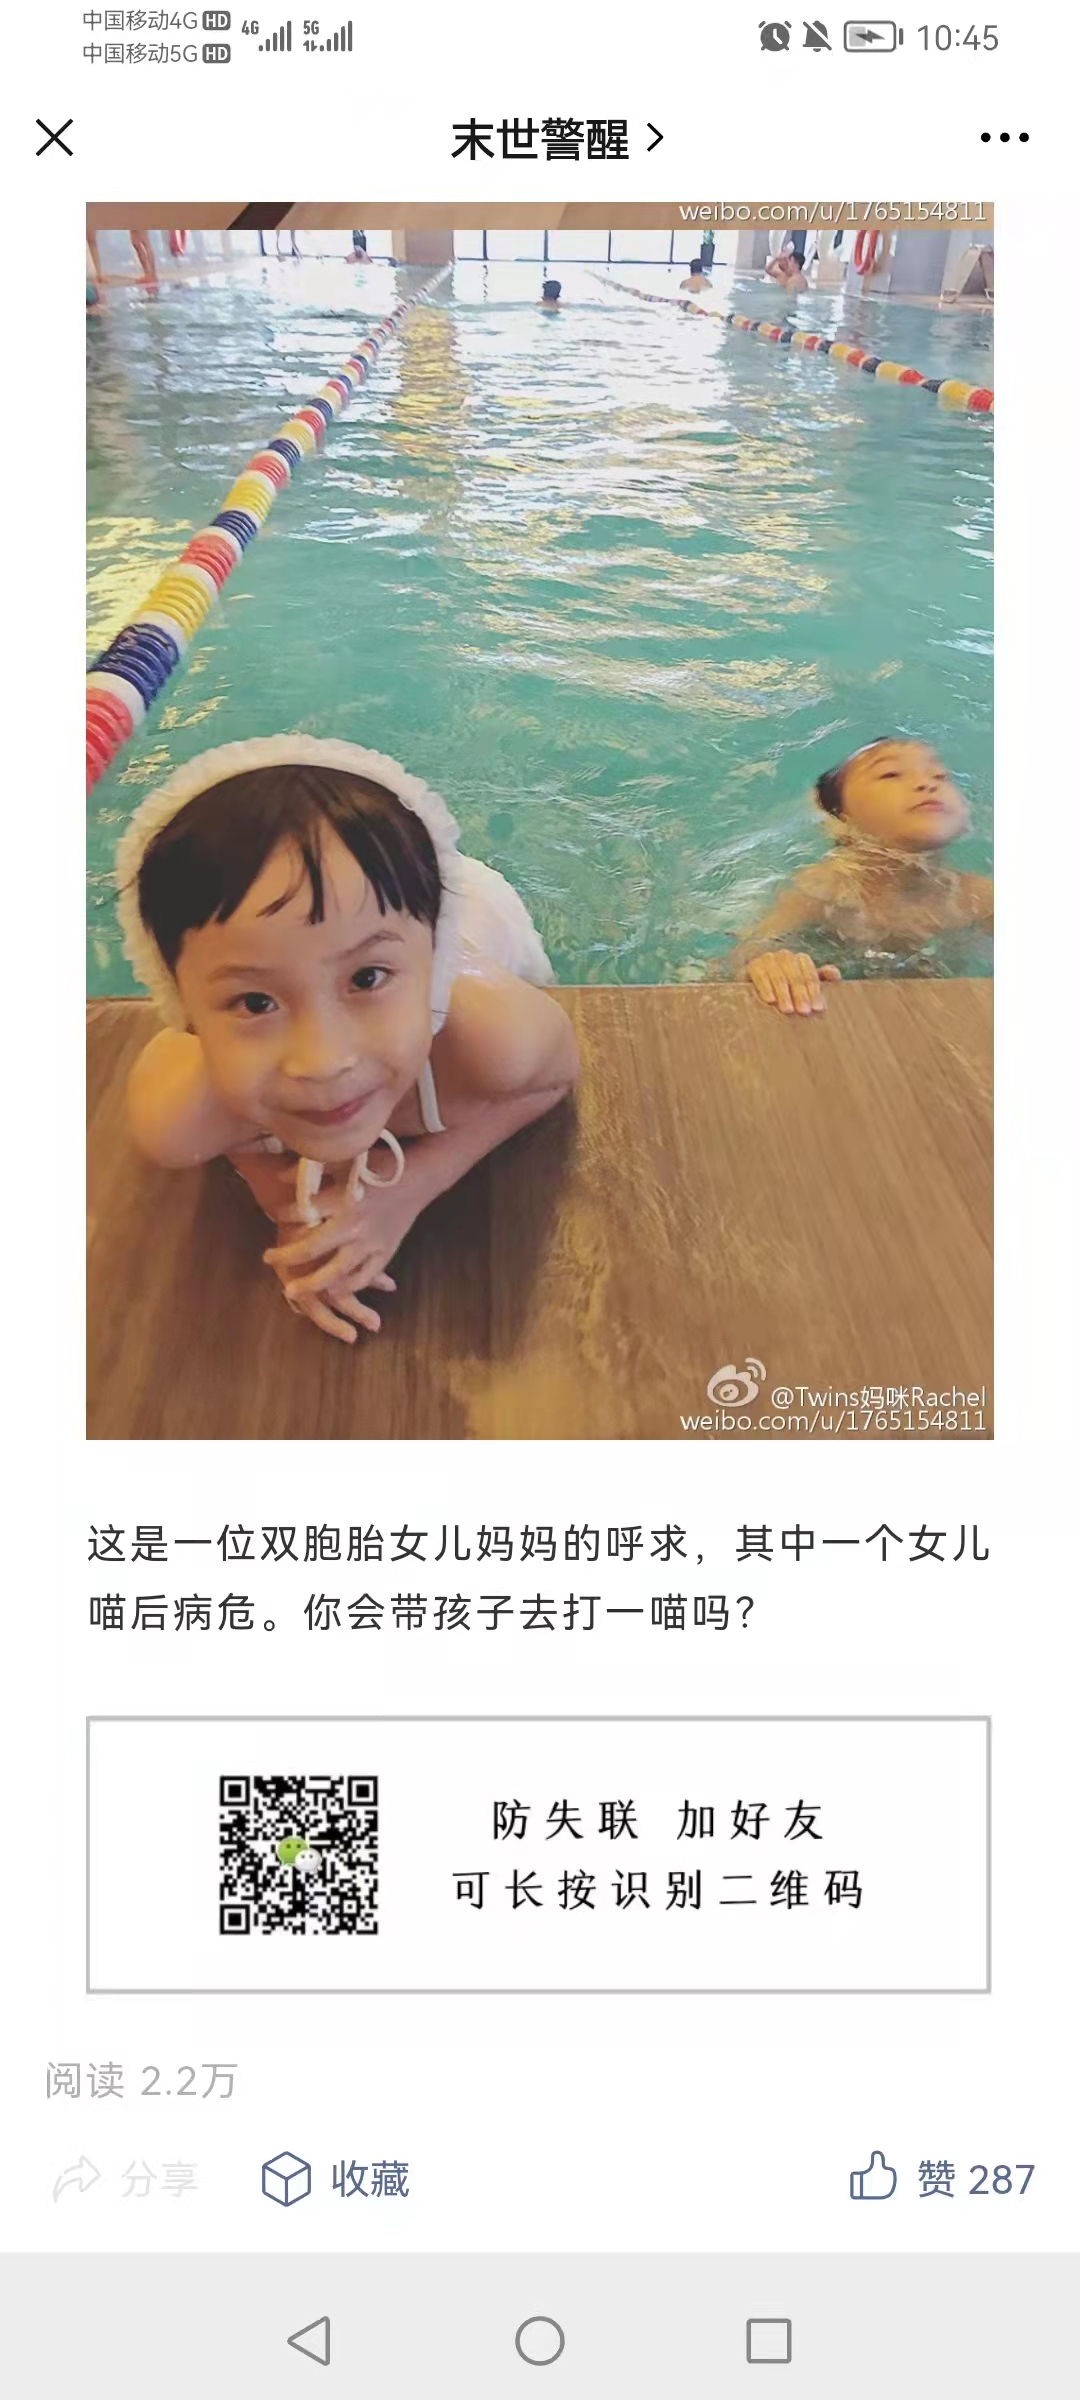 中国移动4G HD 4G 5G 10:45
中国移动5G HD
末世警醒
weibo.com/u/1765154811
@Twins妈咪Rachel
weibo.com/u/1765154811
这是一位双胞胎女儿妈妈的呼求，其中一个女儿
喵后病危。你会带孩子去打一喵吗？
防失联 加好友
可长按识别二维码
阅读 2.2万
分享 收藏 赞 287